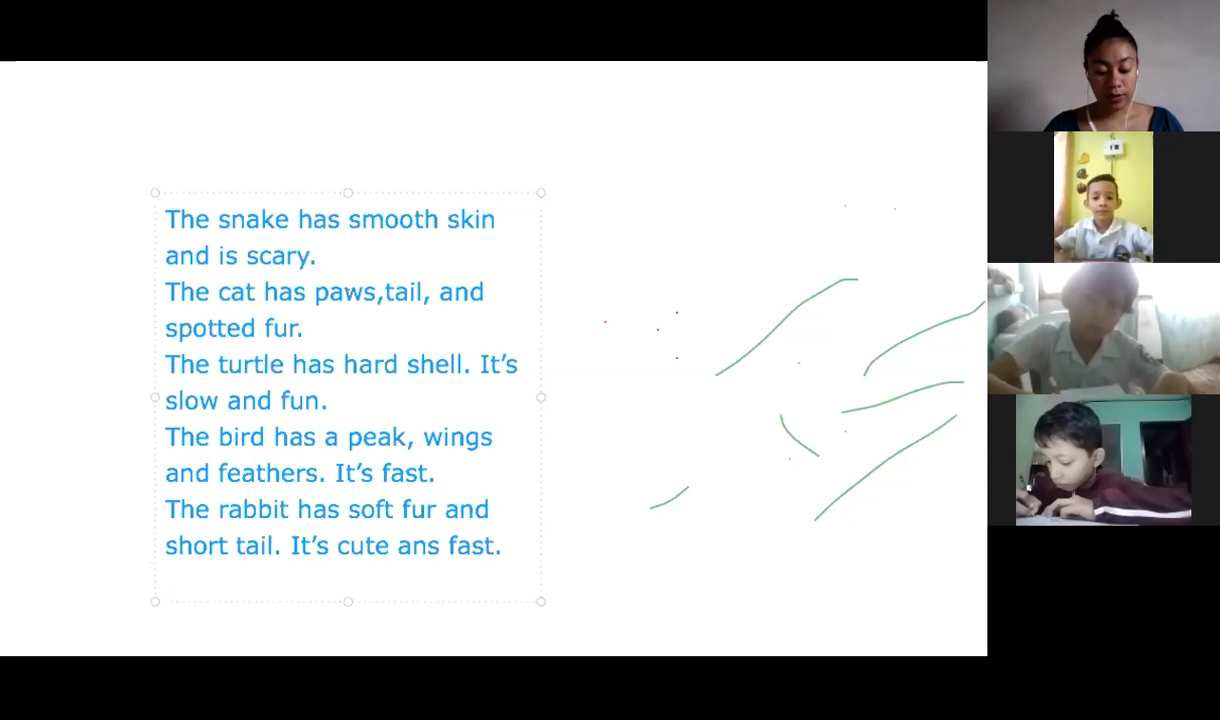 The snake has smooth skin
and is scary.
The cat has paws,tail, and
spotted fur.
The turtle has hard shell. It’s
slow and fun.
The bird has a peak, wings
and feathers. It’s fast.
The rabbit has soft fur and
short tail. It’s cute ans fast.